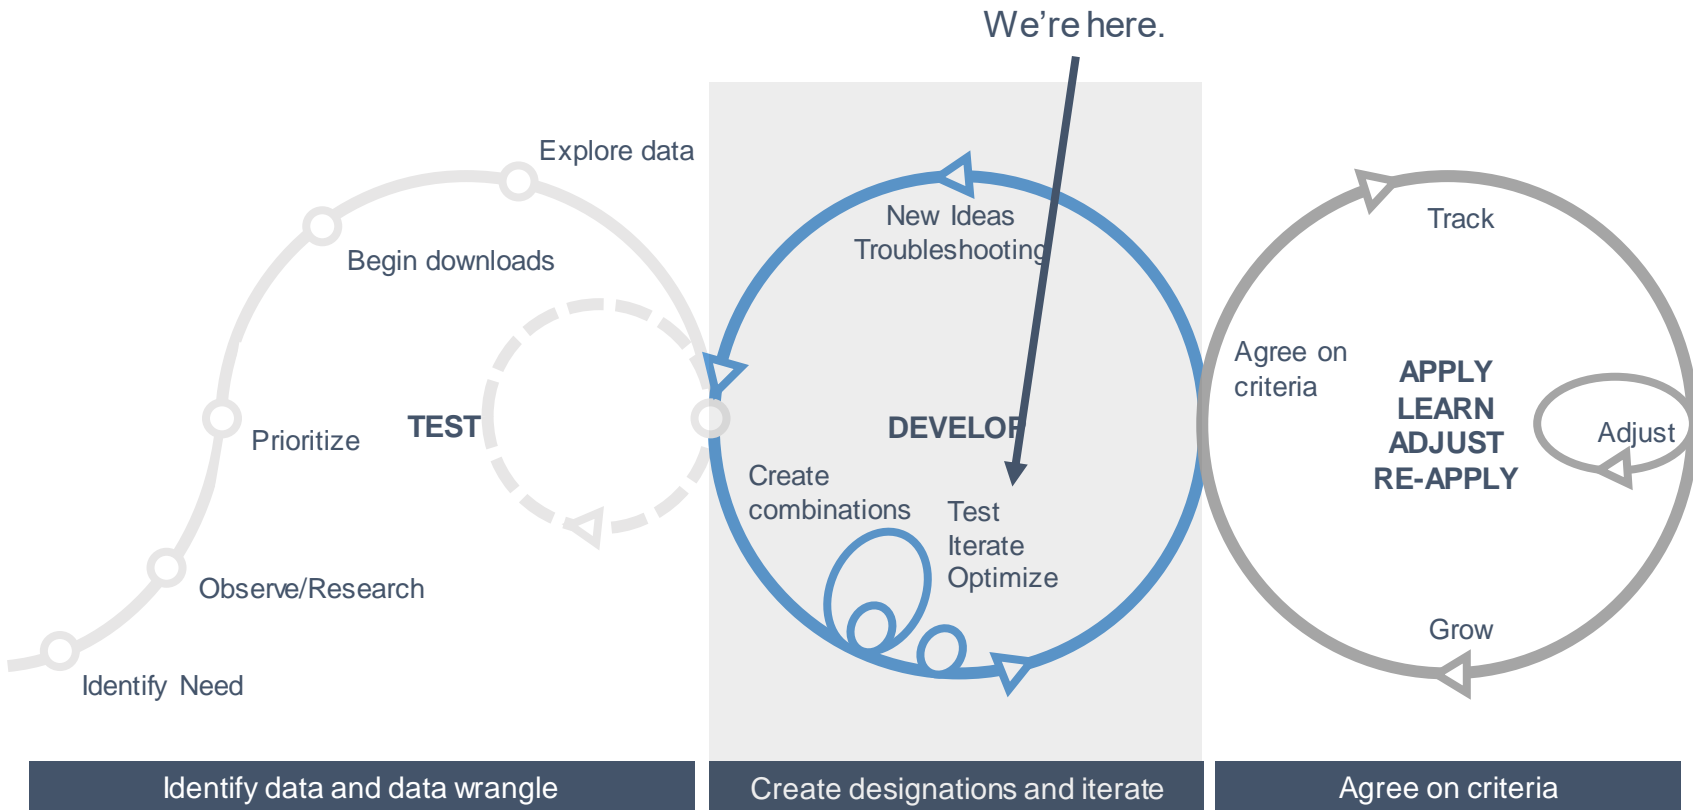 We're here.
Explore data
Begin downloads
Prioritize
TEST
Observe/Research
Identify Need
New Ideas
Troubleshooting
DEVELOP
Create
combinations
Test
Iterate
Optimize
Track
Agree on
criteria
APPLY
LEARN
ADJUST
RE-APPLY
Adjust
Grow
Identify data and data wrangle
Create designations and iterate
Agree on criteria